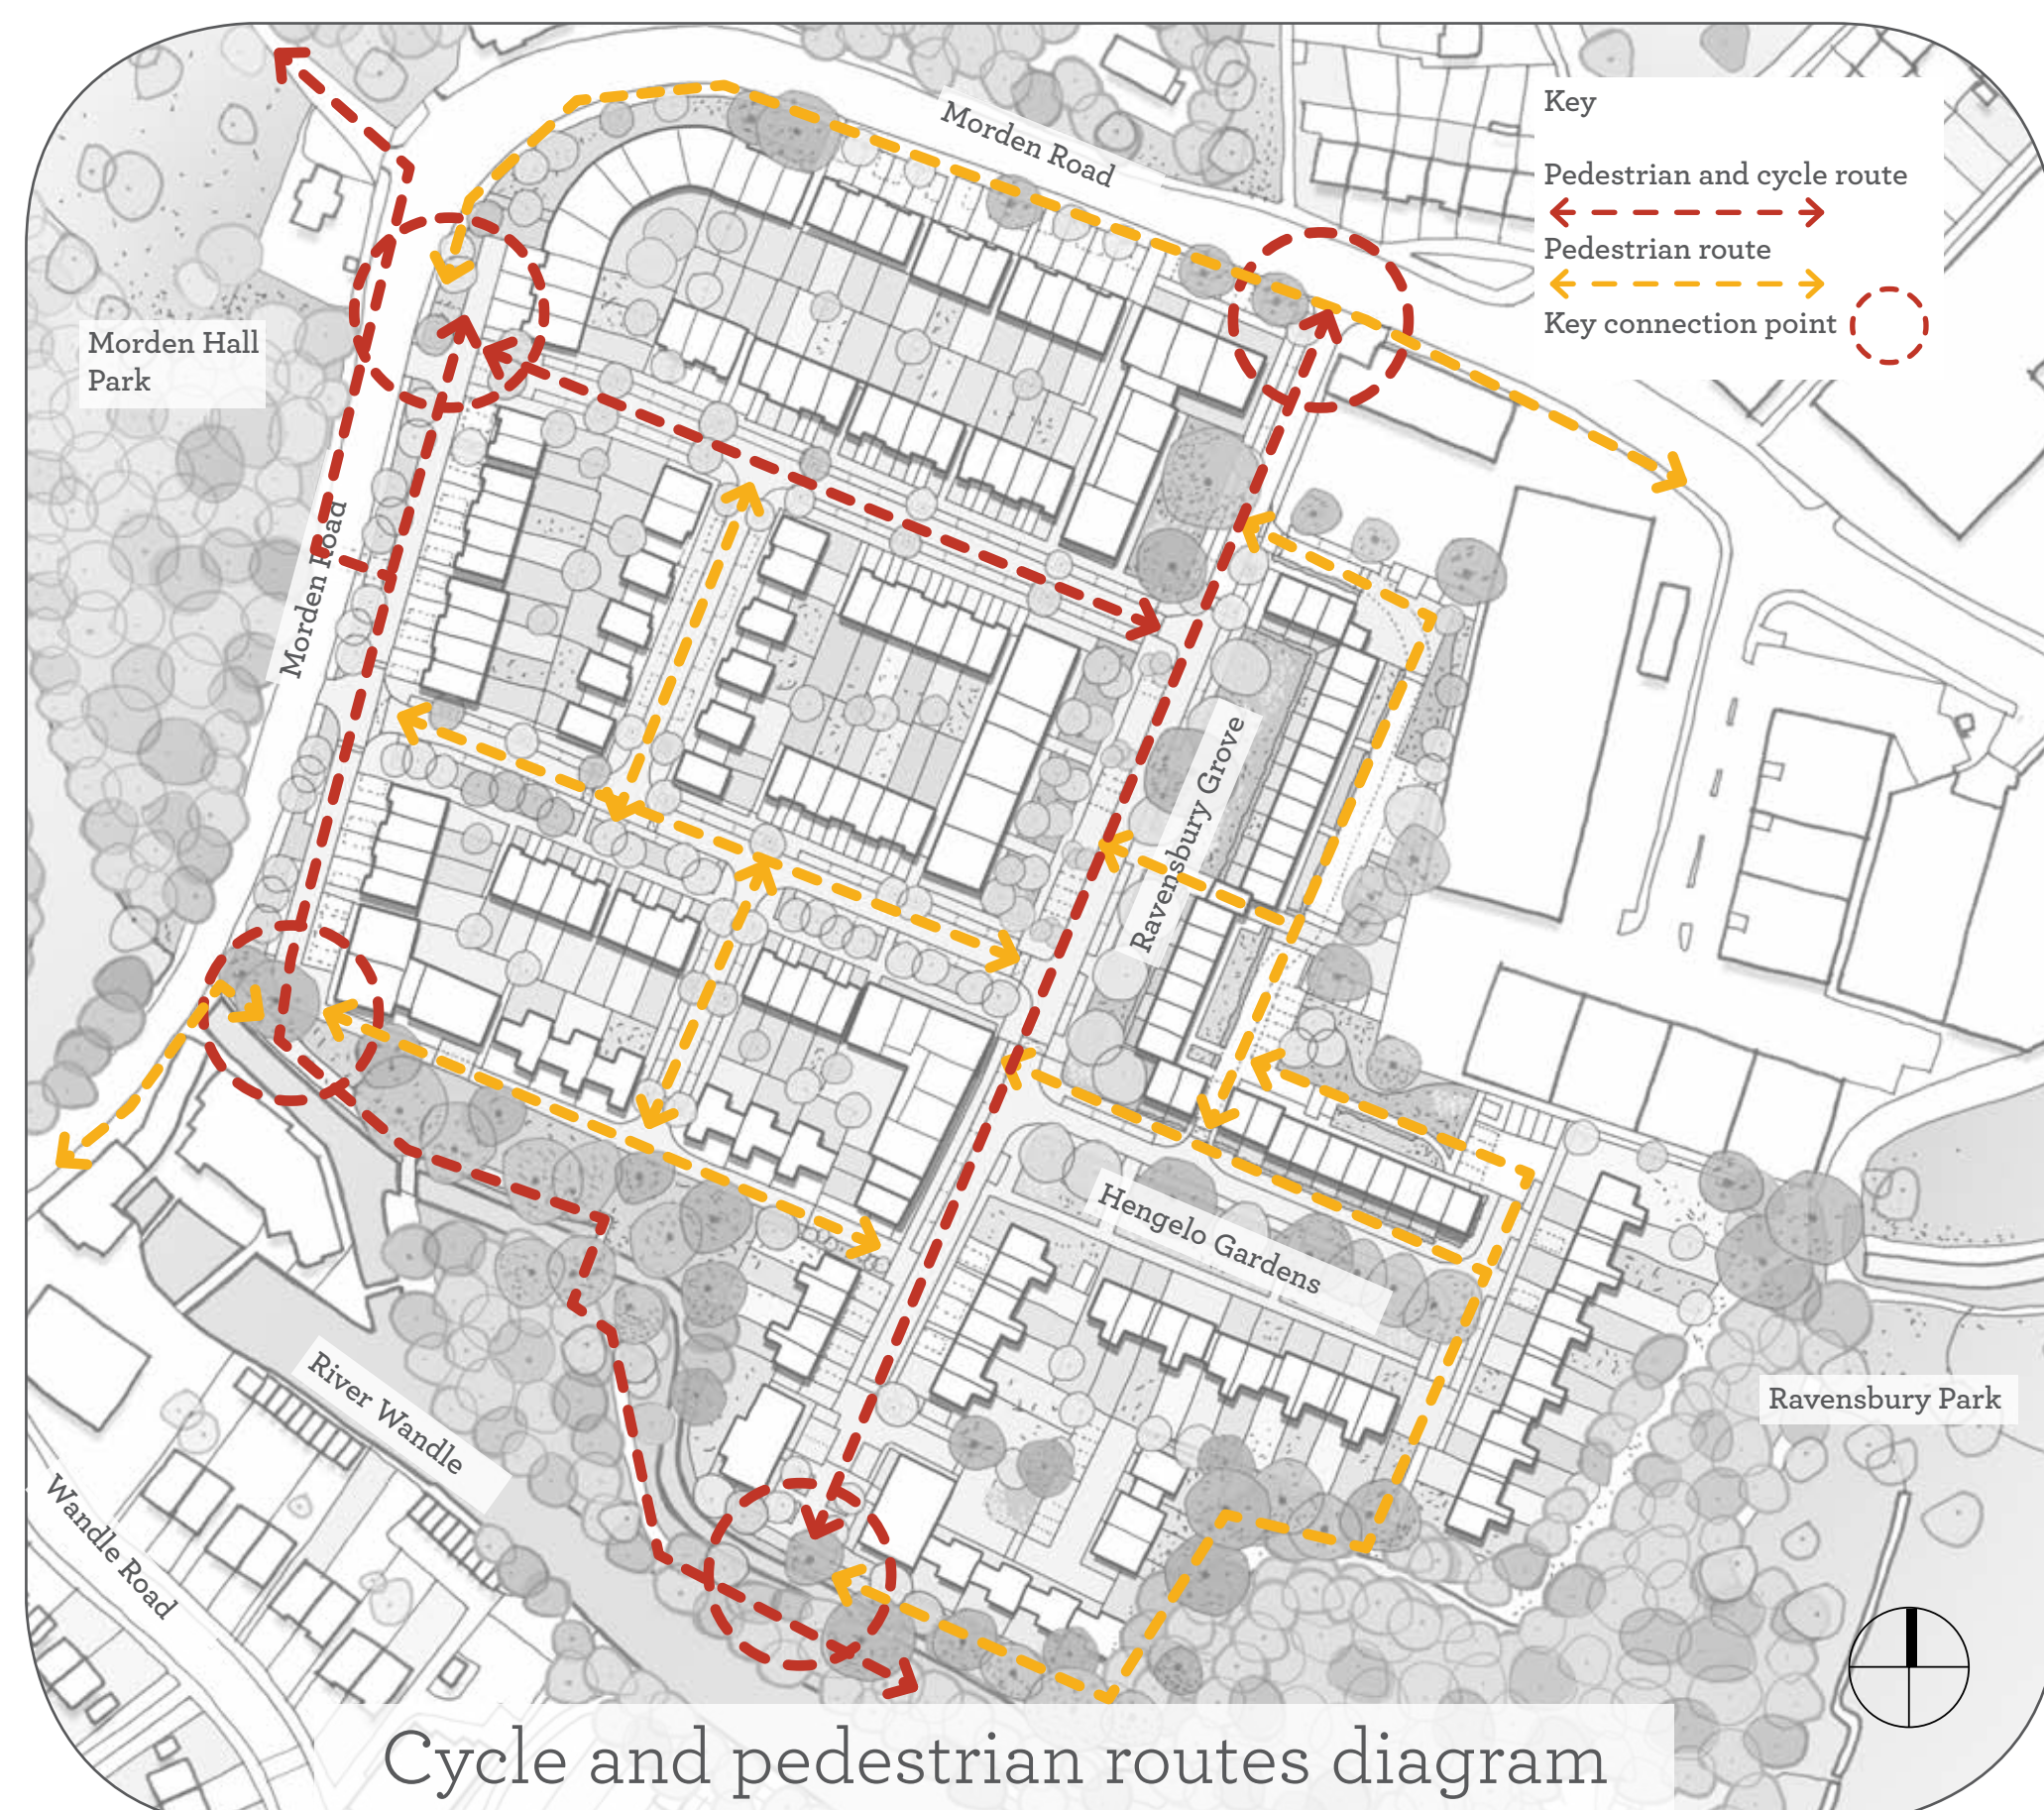 Key
Pedestrian and cycle route
Pedestrian route
Key connection point
Morden Road
Morden Hall
Park
Morden Road
Ravensbury Grove
Hengelo Gardens
River Wandle
Ravensbury Park
Wandle Road
Cycle and pedestrian routes diagram